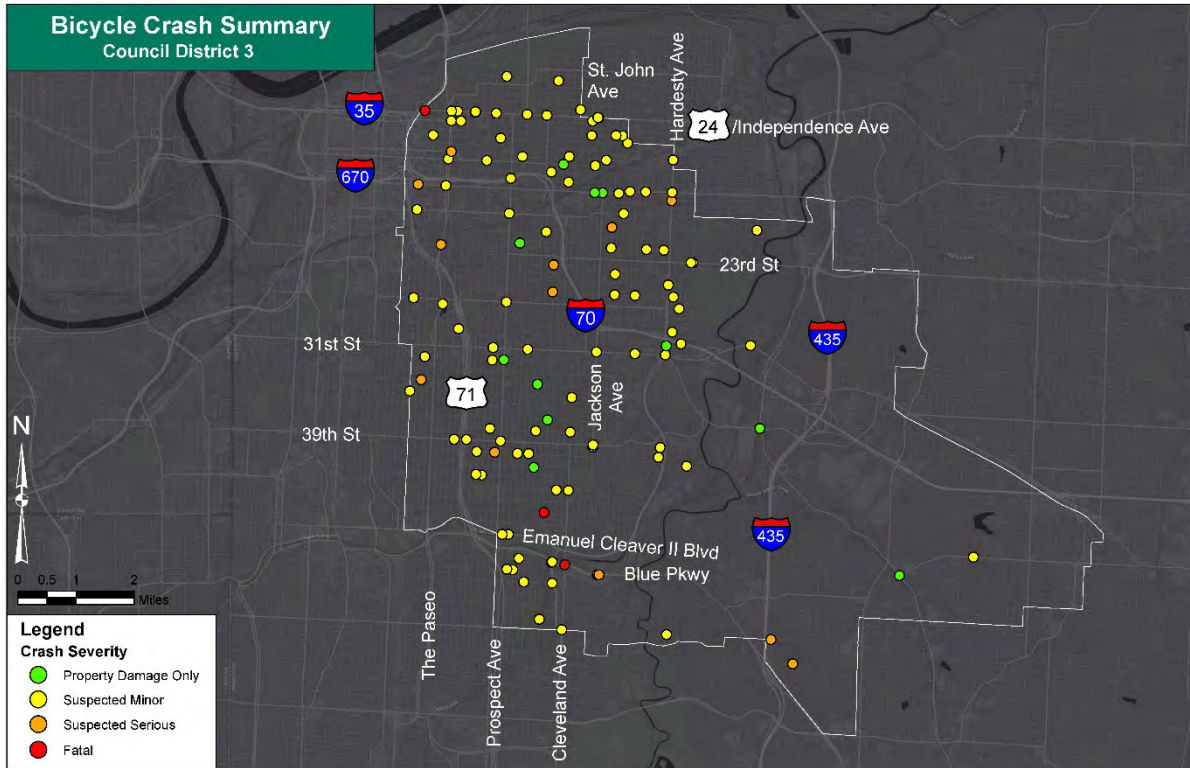 Bicycle Crash Summary
Council District 3
St. John
Ave
Hardesty Ave
35
24
/Independence Ave
670
23rd St
70
435
31st St
71
Jackson
Ave
39th St
N
435
Emanuel Cleaver II Blvd
Blue Pkwy
0 0.5 1 2
Miles
The Paseo
Prospect Ave
Cleveland Ave
Legend
Crash Severity
Property Damage Only
Suspected Minor
Suspected Serious
Fatal